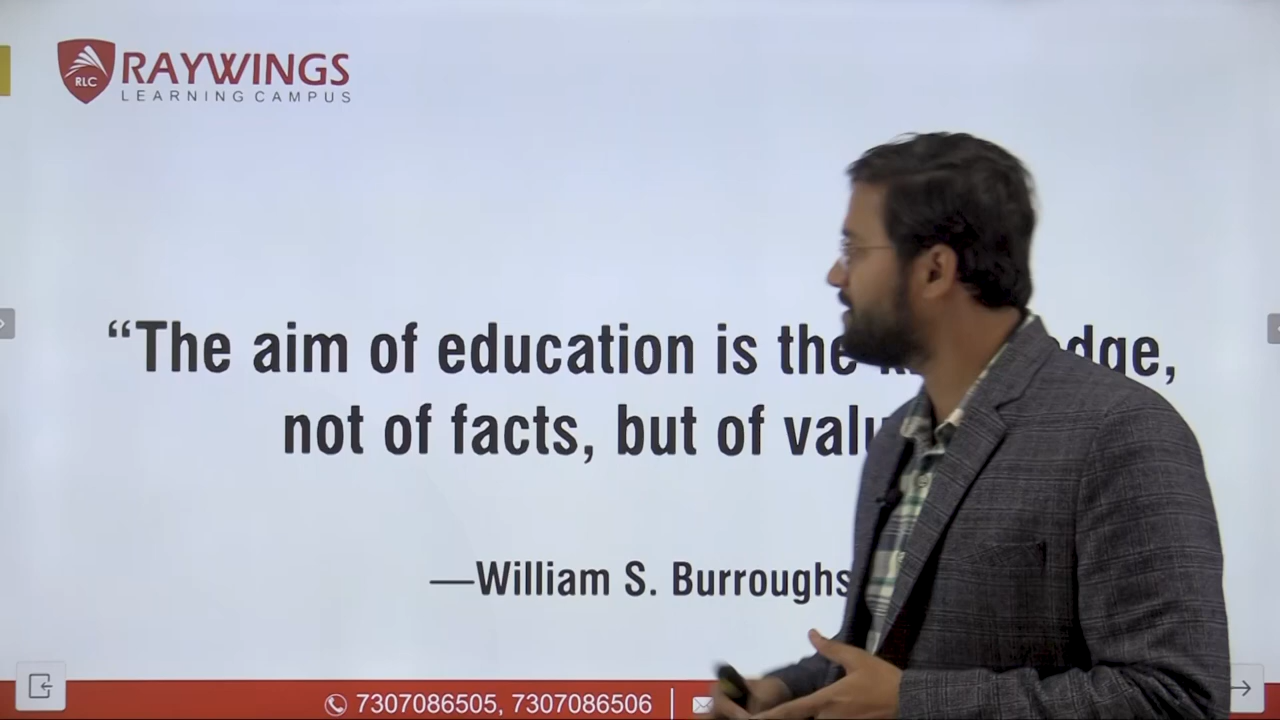 RLC
RAYWINGS
LEARNING CAMPUS
“The aim of education is the
not of facts, but of
—William S. Burroughs
7307086505, 7307086506